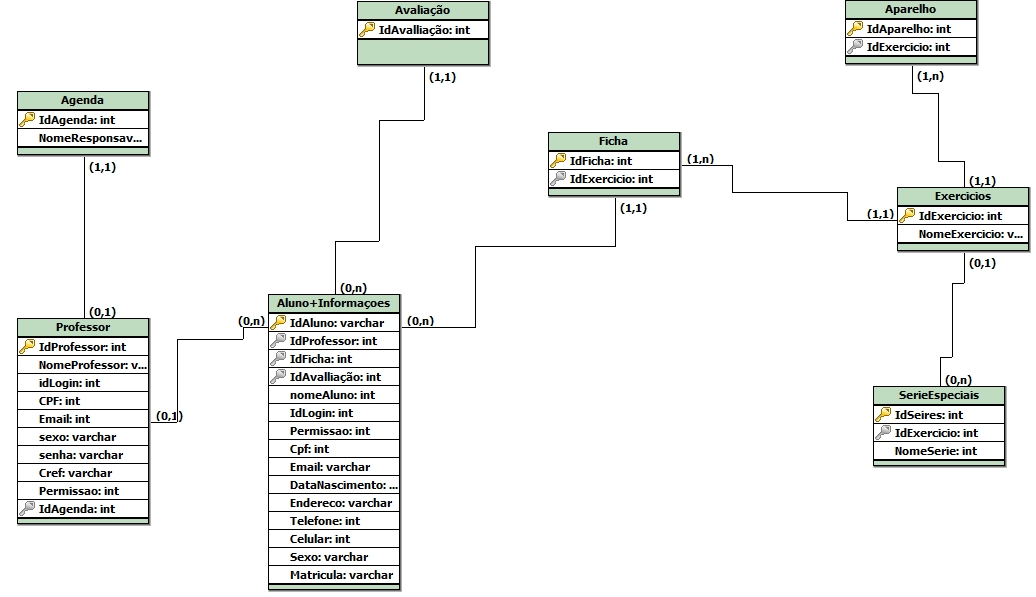 Avaliação
IdAvalliação: int
(1,1)
Aparelho
IdAparelho: int
IdExercicio: int
(1,n)
Agenda
IdAgenda: int
NomeResponsav...
(1,1)
Ficha
IdFicha: int
IdExercicio: int
(1,n)
(1,1)
(1,1)
(1,1)
Exercicios
IdExercicio: int
NomeExercicio: v...
(0,1)
(0,1)
Professor
IdProfessor: int
NomeProfessor: v...
idLogin: int
CPF: int
Email: int
sexo: varchar
senha: varchar
Cref: varchar
Permissao: int
IdAgenda: int
(0,1)
(0,n)
(0,n)
(0,n)
Aluno+Informaçoes
IdAluno: varchar
IdProfessor: int
IdFicha: int
IdAvalliação: int
nomeAluno: int
IdLogin: int
Permissao: int
Cpf: int
Email: varchar
DataNascimento: ...
Endereco: varchar
Telefone: int
Celular: int
Sexo: varchar
Matricula: varchar
(0,n)
SerieEspeciais
IdSeires: int
IdExercicio: int
NomeSerie: int